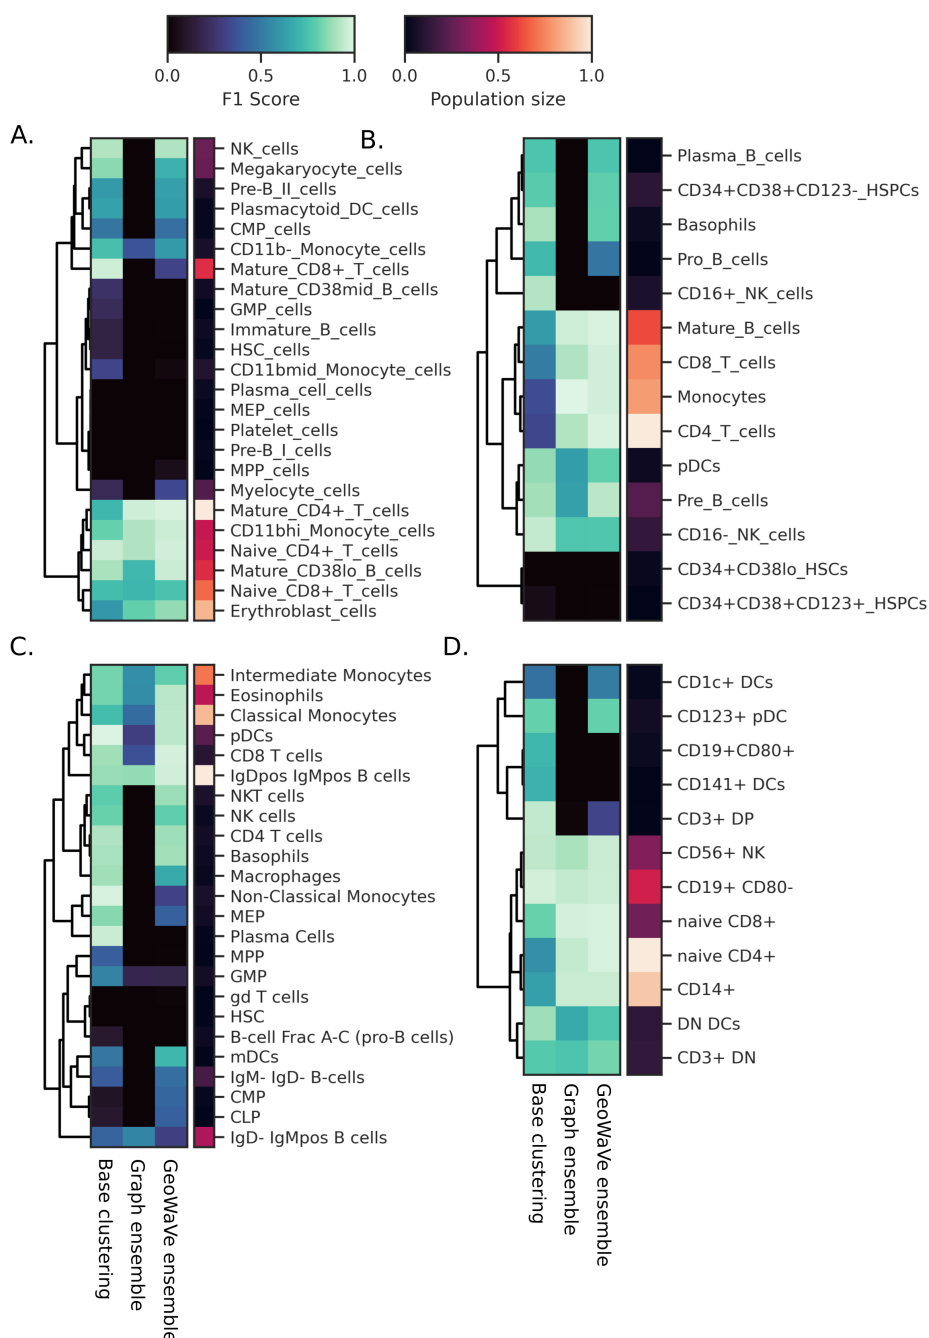 0.0 0.5 1.0
F1 Score
0.0 0.5 1.0
Population size
A.
NK_cells
Megakaryocyte_cells
Pre-B_II_cells
Plasmacytoid_DC_cells
CMP_cells
CD11b-_Monocyte_cells
Mature_CD8+_T_cells
Mature_CD38mid_B_cells
GMP_cells
Immature_B_cells
HSC_cells
CD11bmid_Monocyte_cells
Plasma_cell_cells
MEP_cells
Platelet_cells
Pre-B_I_cells
MPP_cells
Myelocyte_cells
Mature_CD4+_T_cells
CD11bhi_Monocyte_cells
Naive_CD4+_T_cells
Mature_CD38lo_B_cells
Naive_CD8+_T_cells
Erythroblast_cells
B.
Plasma_B_cells
CD34+CD38+CD123-_HSPCs
Basophils
Pro_B_cells
CD16+_NK_cells
Mature_B_cells
CD8_T_cells
Monocytes
CD4_T_cells
pDCs
Pre_B_cells
CD16-_NK_cells
CD34+CD38lo_HSCs
CD34+CD38+CD123+_HSPCs
C.
Intermediate Monocytes
Eosinophils
Classical Monocytes
pDCs
CD8 T cells
IgDpos IgMpos B cells
NKT cells
NK cells
CD4 T cells
Basophils
Macrophages
Non-Classical Monocytes
MEP
Plasma Cells
MPP
GMP
gd T cells
HSC
B-cell Frac A-C (pro-B cells)
mDCs
IgM- IgD- B-cells
CMP
CLP
IgD- IgMpos B cells
Base clustering
Graph ensemble
GeoWaVe ensemble
D.
CD1c+ DCs
CD123+ pDC
CD19+CD80+
CD141+ DCs
CD3+ DP
CD56+ NK
CD19+ CD80-
naive CD8+
naive CD4+
CD14+
DN DCs
CD3+ DN
Base clustering
Graph ensemble
GeoWaVe ensemble